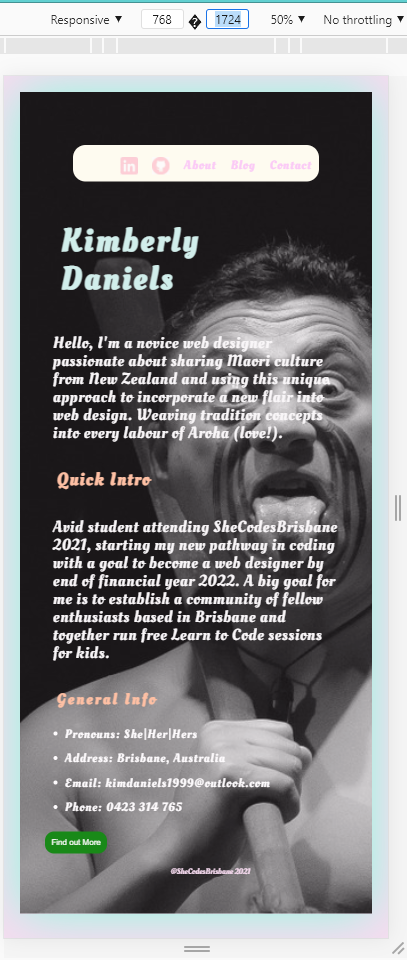 Responsive ▼ 768 � 1724 50% ▼ No throttling ▼
in About Blog Contact
Kimberly
Daniels
Hello, I'm a novice web designer
passionate about sharing Maori culture
from New Zealand and using this unique
approach to incorporate a new flair into
web design. Weaving tradition concepts
into every labour of Aroha (love!).
Quick Intro
Avid student attending SheCodesBrisbane
2021, starting my new pathway in coding
with a goal to become a web designer by
end of financial year 2022. A big goal for
me is to establish a community of fellow
enthusiasts based in Brisbane and
together run free Learn to Code sessions
for kids.
General Info
• Pronouns: She|Her|Hers
• Address: Brisbane, Australia
• Email: kimdaniels1999@outlook.com
• Phone: 0423 314 765
Find out More
@SheCodesBrisbane 2021